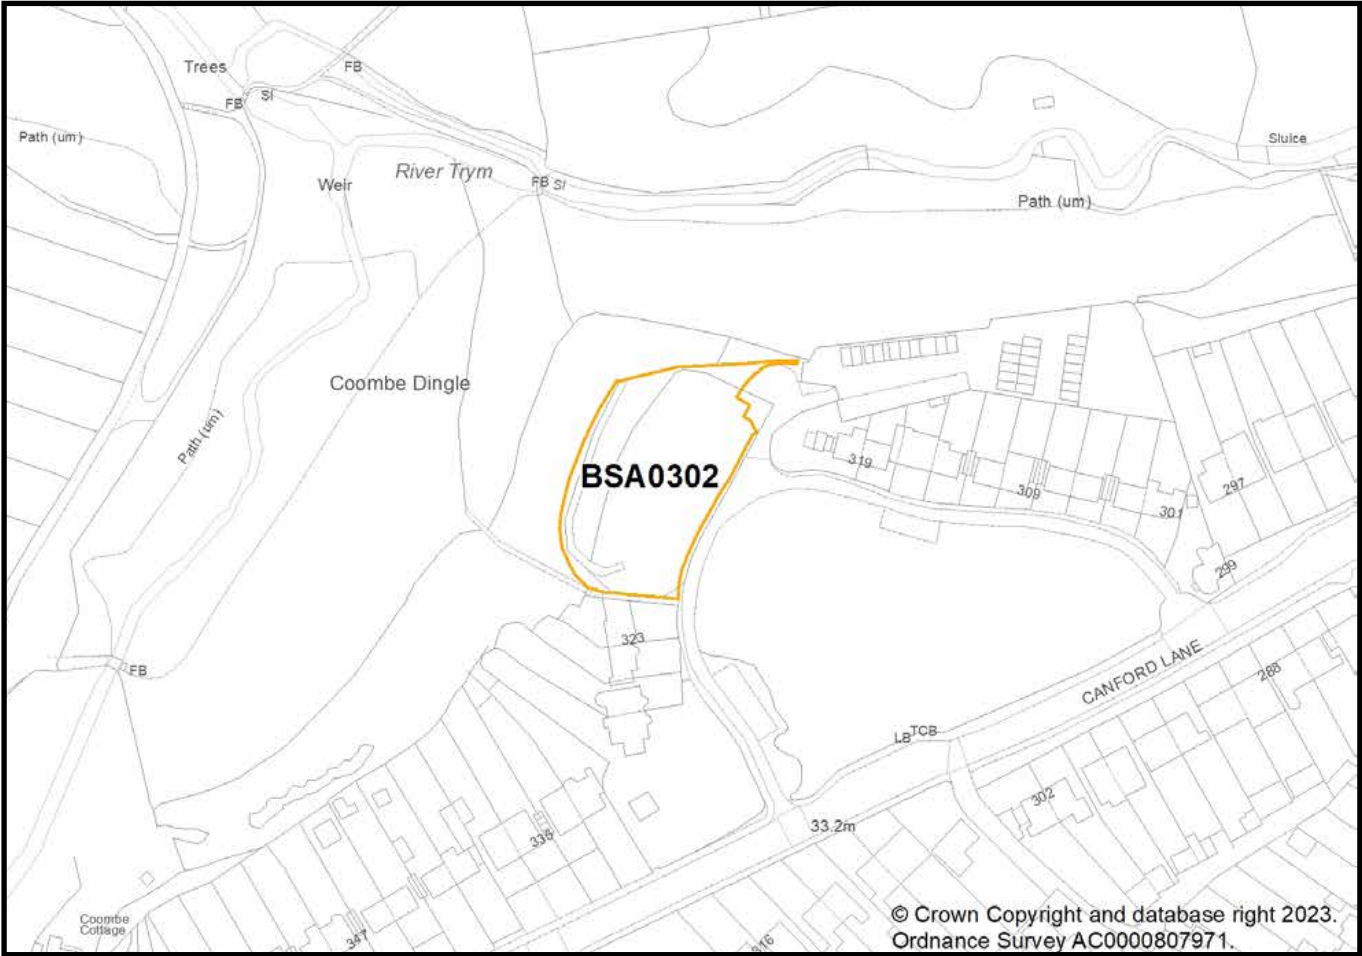 Trees
FB
FB
SI
Path (um)
Sluice
River Trym
Weir
FB SI
Path (um)
Coombe Dingle
Path (um)
BSA0302
319
309
301
297
299
323
FB
CANFORD LANE
288
LB TCB
302
33.2m
336
Coombe
Cottage
347
316
© Crown Copyright and database right 2023.
Ordnance Survey AC0000807971.